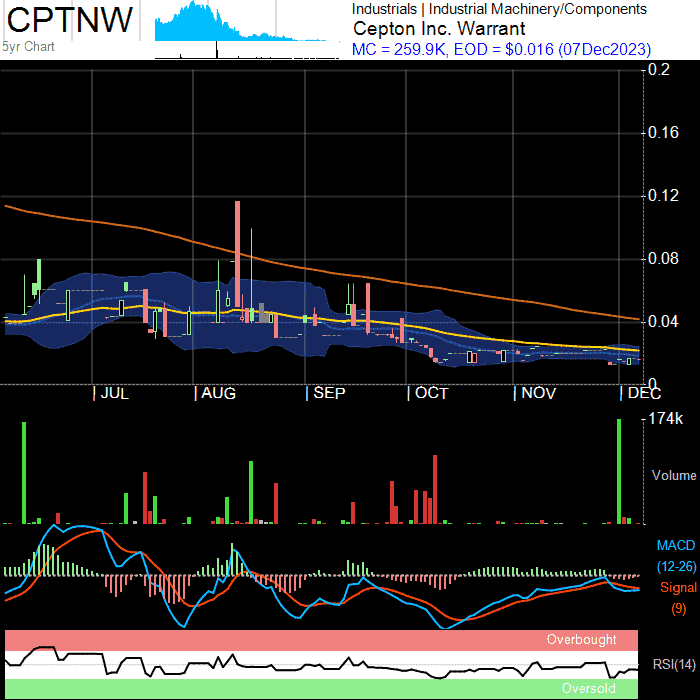 CPTNW
5yr Chart
Industrials | Industrial Machinery/Components
Cepton Inc. Warrant
MC = 259.9K, EOD = $0.016 (07Dec2023)
0.2
0.16
0.12
0.08
0.04
0
JUL
AUG
SEP
OCT
NOV
DEC
174k
Volume
MACD
(12-26)
Signal
(9)
Overbought
RSI(14)
Oversold